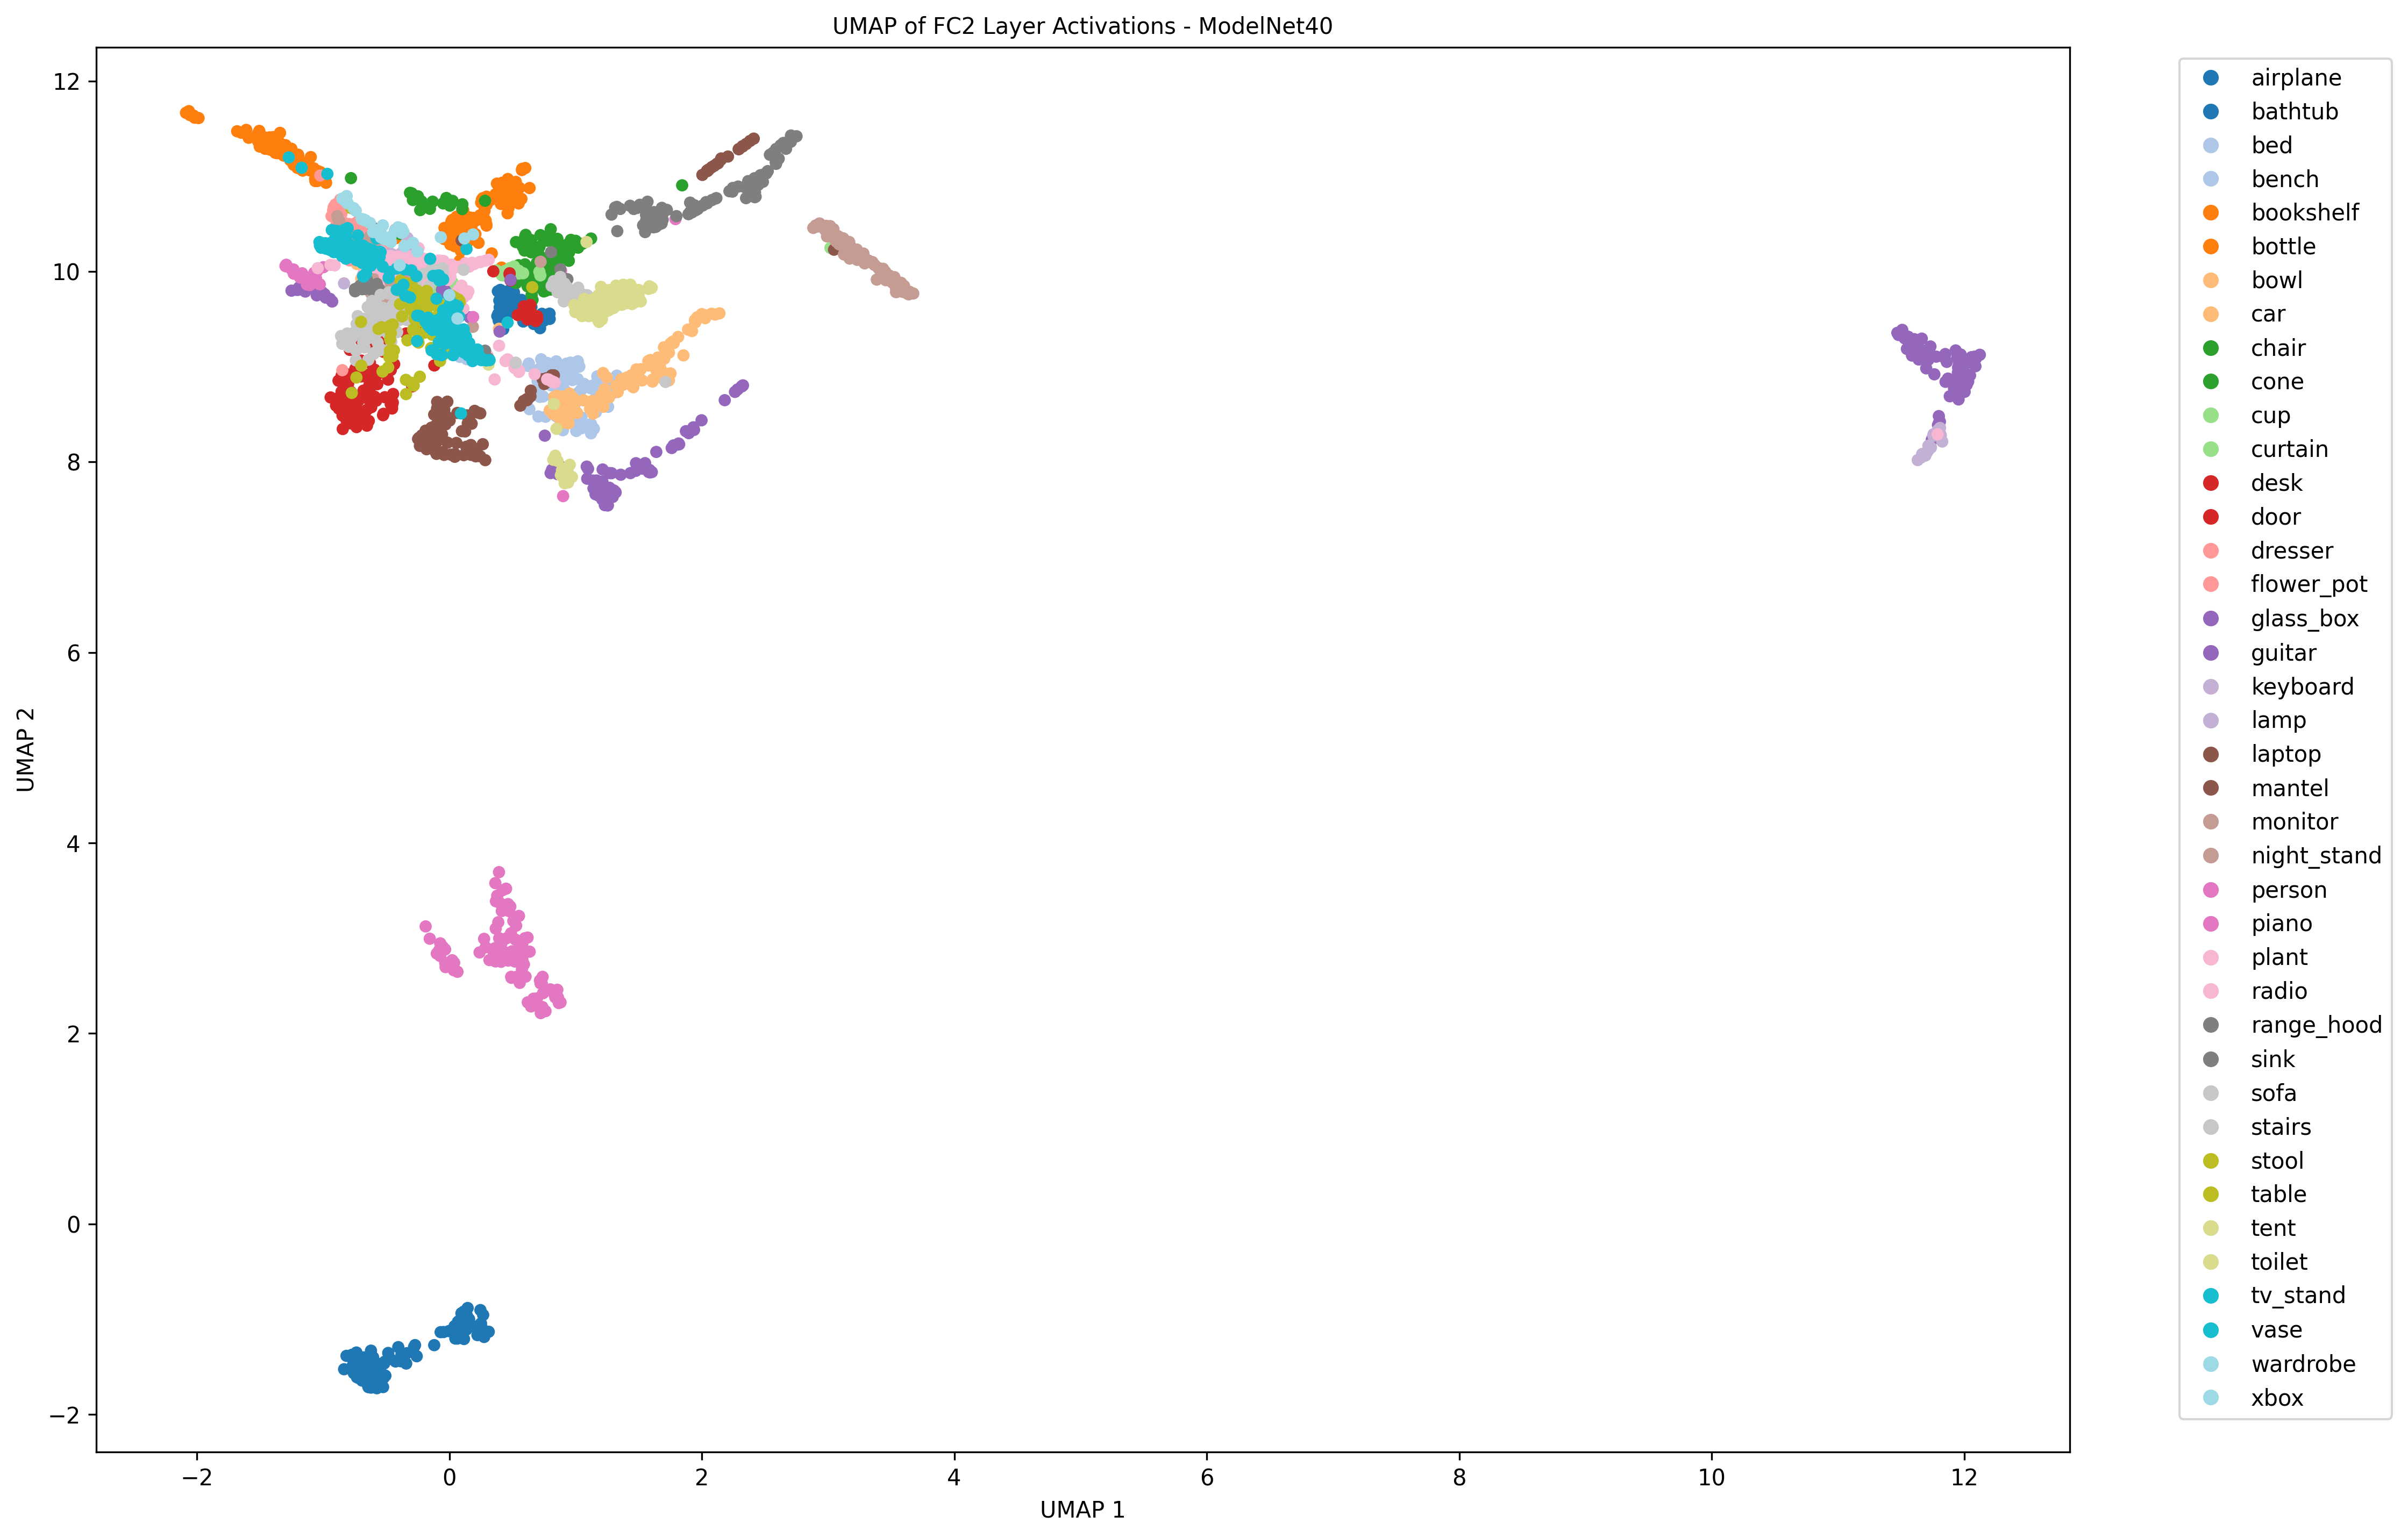 UMAP of FC2 Layer Activations - ModelNet40
12
10
8
6
4
2
0
−2
UMAP 2
−2
0
2
4
6
8
10
12
UMAP 1
airplane
bathtub
bed
bench
bookshelf
bottle
bowl
car
chair
cone
cup
curtain
desk
door
dresser
flower_pot
glass_box
guitar
keyboard
lamp
laptop
mantel
monitor
night_stand
person
piano
plant
radio
range_hood
sink
sofa
stairs
stool
table
tent
toilet
tv_stand
vase
wardrobe
xbox